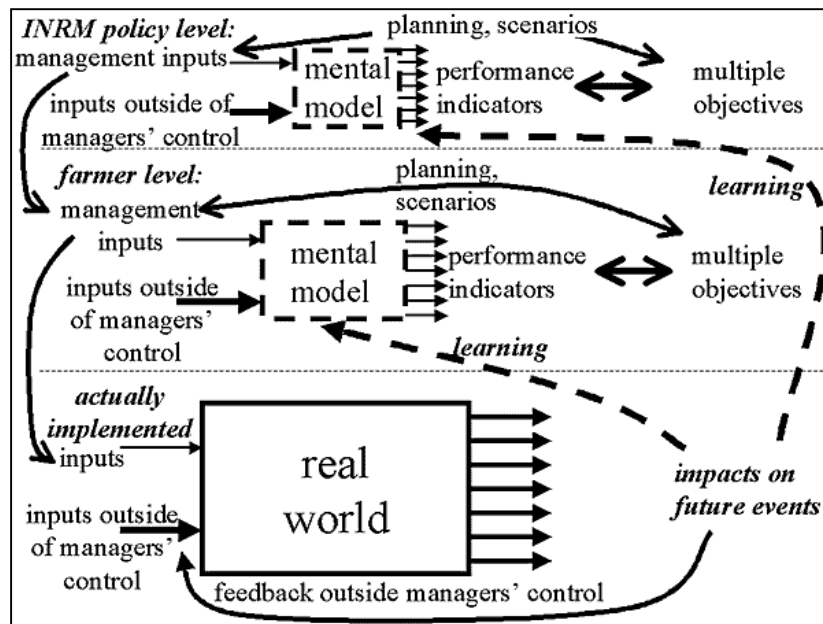 INRM policy level:
planning, scenarios
management inputs
mental
model
performance
indicators
multiple
objectives
inputs outside of
managers' control
learning
farmer level:
planning,
scenarios
management
inputs
mental
model
performance
indicators
multiple
objectives
inputs outside
of managers'
control
learning
actually
implemented
inputs
real
world
impacts on
future events
inputs outside
of managers'
control
feedback outside managers' control